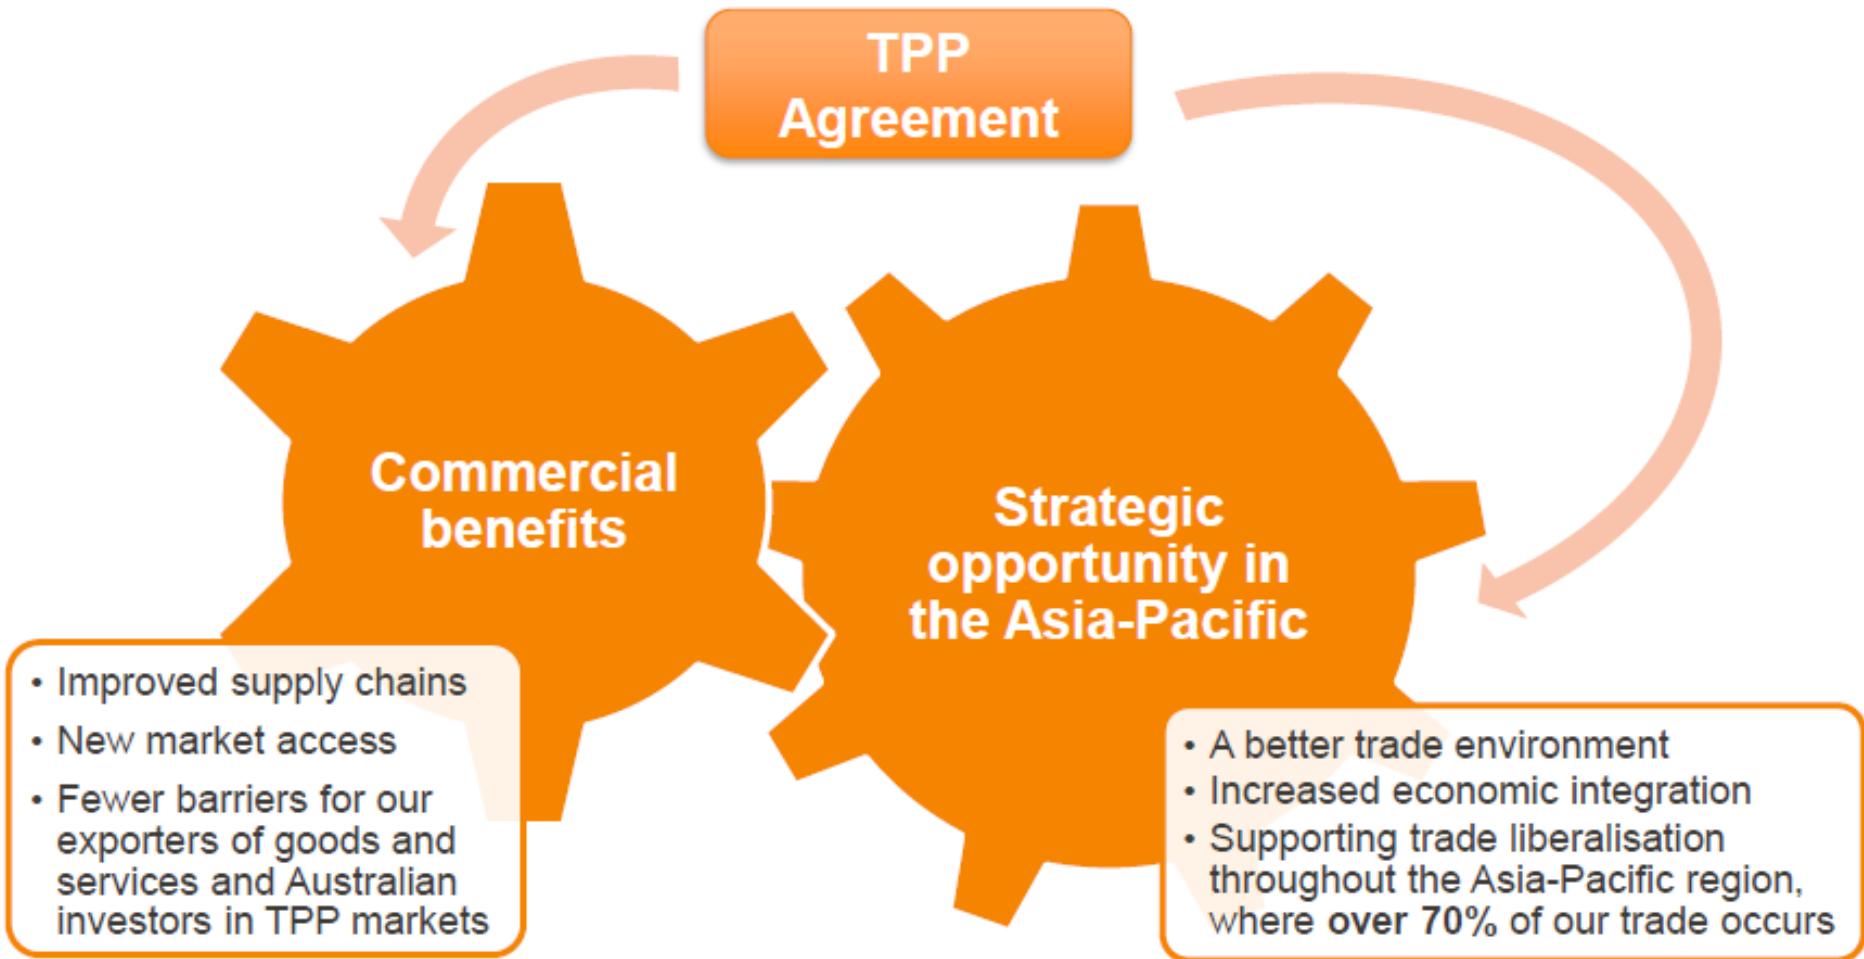 TPP
Agreement
Commercial
benefits
Strategic
opportunity in
the Asia-Pacific
• Improved supply chains
• New market access
• Fewer barriers for our
exporters of goods and
services and Australian
investors in TPP markets
• A better trade environment
• Increased economic integration
• Supporting trade liberalisation
throughout the Asia-Pacific region,
where over 70% of our trade occurs